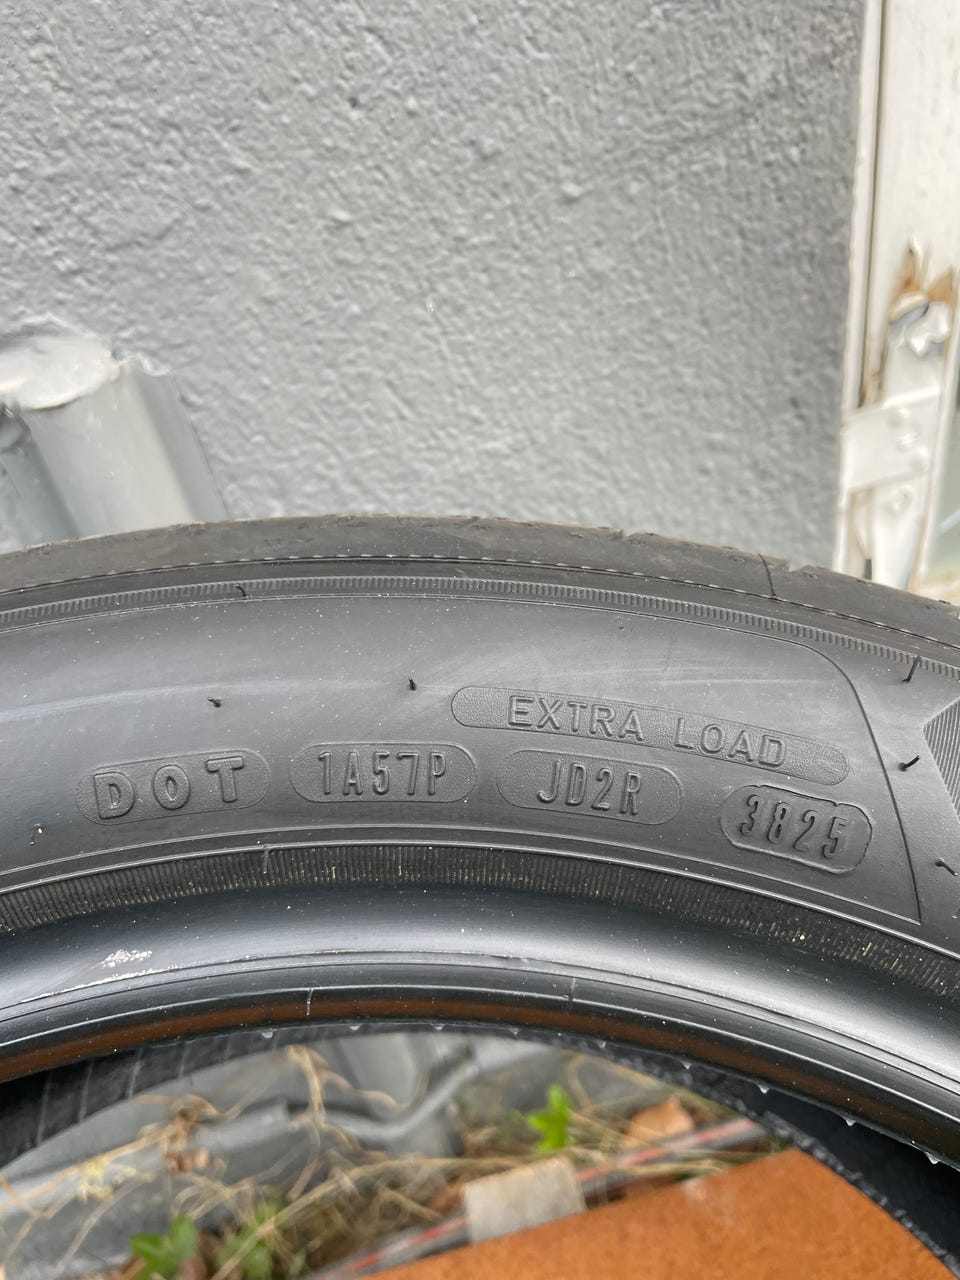 EXTRA LOAD
DOT 1A57P JD2R 3825